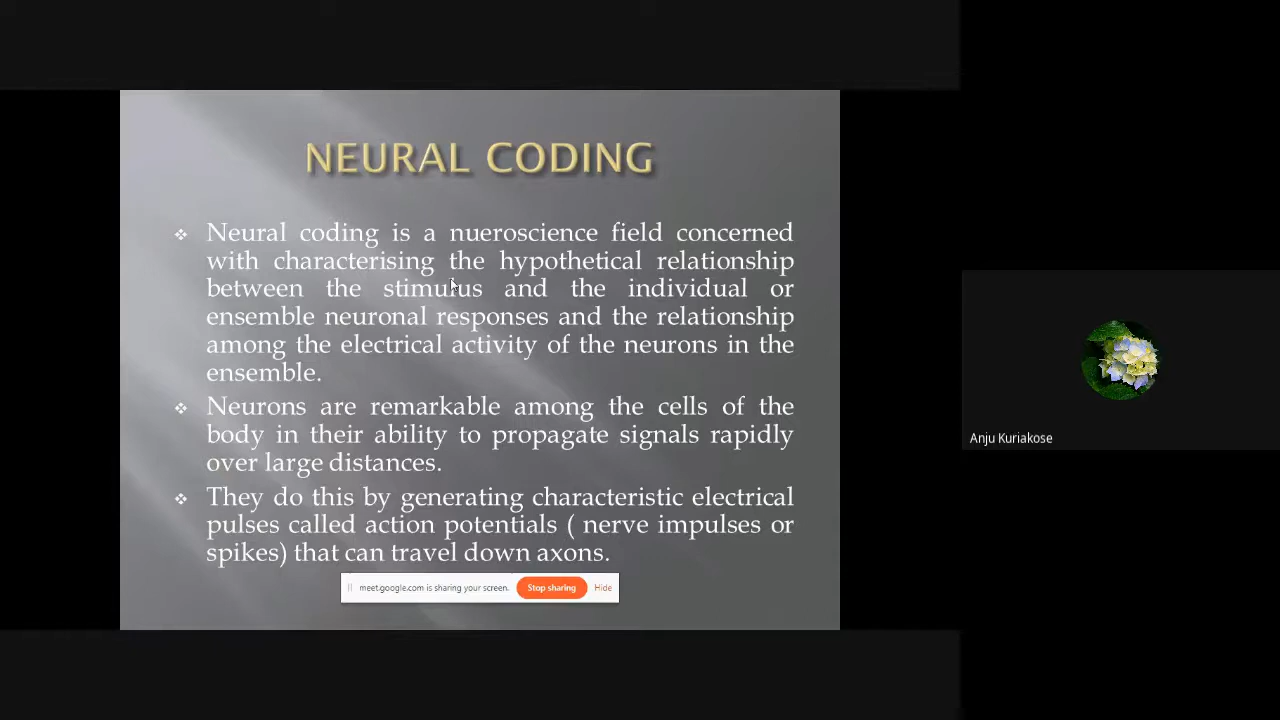 NEURAL CODING
Neural coding is a nueroscience field concerned
with characterising the hypothetical relationship
between the stimulus and the individual or
ensemble neuronal responses and the relationship
among the electrical activity of the neurons in the
ensemble.
Neurons are remarkable among the cells of the
body in their ability to propagate signals rapidly
over large distances.
They do this by generating characteristic electrical
pulses called action potentials ( nerve impulses or
spikes) that can travel down axons.
meet.google.com is sharing your screen. Stop sharing Hide
Anju Kuriakose